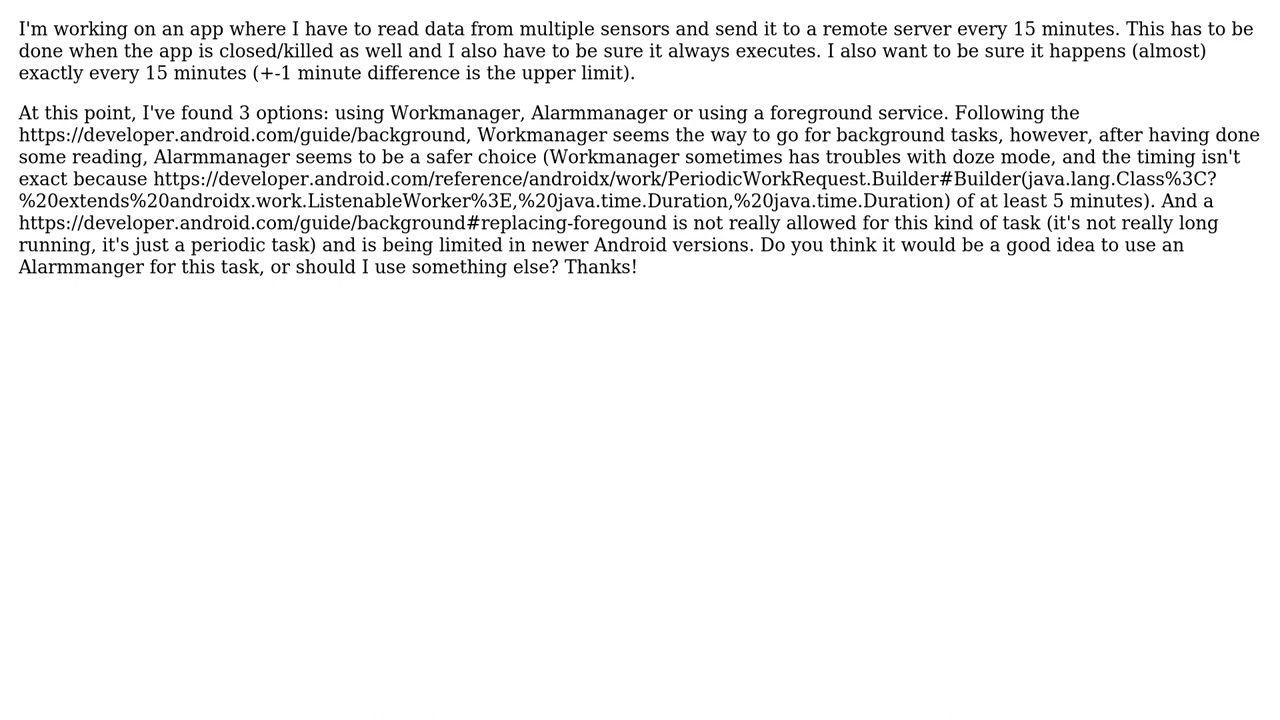 I'm working on an app where I have to read data from multiple sensors and send it to a remote server every 15 minutes. This has to be
done when the app is closed/killed as well and I also have to be sure it always executes. I also want to be sure it happens (almost)
exactly every 15 minutes (+-1 minute difference is the upper limit).
At this point, I've found 3 options: using Workmanager, Alarmmanager or using a foreground service. Following the
https://developer.android.com/guide/background, Workmanager seems the way to go for background tasks, however, after having done
some reading, Alarmmanager seems to be a safer choice (Workmanager sometimes has troubles with doze mode, and the timing isn't
exact because https://developer.android.com/reference/androidx/work/PeriodicWorkRequest.Builder#Builder(java.lang.Class%3C?
%20extends%20androidx.work.ListenableWorker%3E,%20java.time.Duration,%20java.time.Duration) of at least 5 minutes). And a
https://developer.android.com/guide/background#replacing-foregound is not really allowed for this kind of task (it's not really long
running, it's just a periodic task) and is being limited in newer Android versions. Do you think it would be a good idea to use an
Alarmmanger for this task, or should I use something else? Thanks!